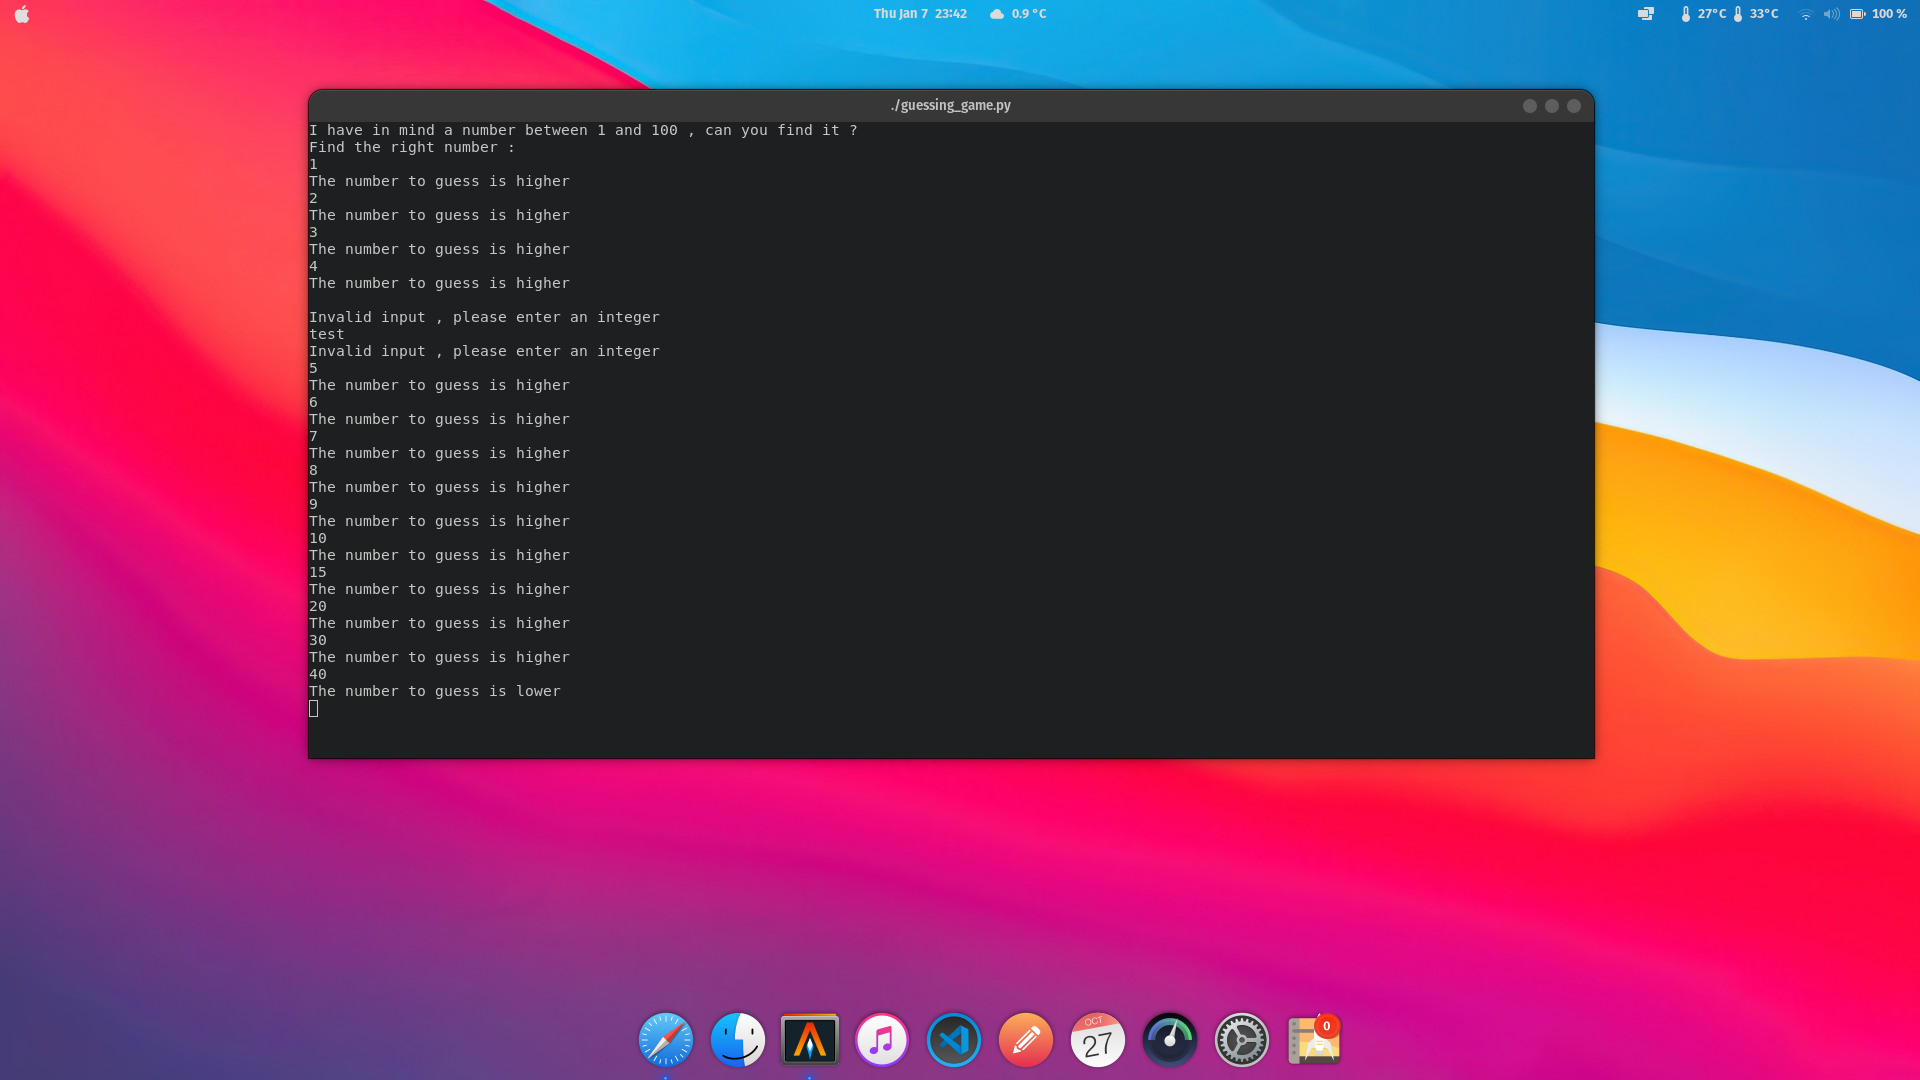 Thu Jan 7 23:42 0.9 °C 27°C 33°C 100 %
./guessing_game.py
I have in mind a number between 1 and 100 , can you find it ?
Find the right number :
1
The number to guess is higher
2
The number to guess is higher
3
The number to guess is higher
4
The number to guess is higher
Invalid input , please enter an integer
test
Invalid input , please enter an integer
5
The number to guess is higher
6
The number to guess is higher
7
The number to guess is higher
8
The number to guess is higher
9
The number to guess is higher
10
The number to guess is higher
15
The number to guess is higher
20
The number to guess is higher
30
The number to guess is higher
40
The number to guess is lower
OCT
27
0